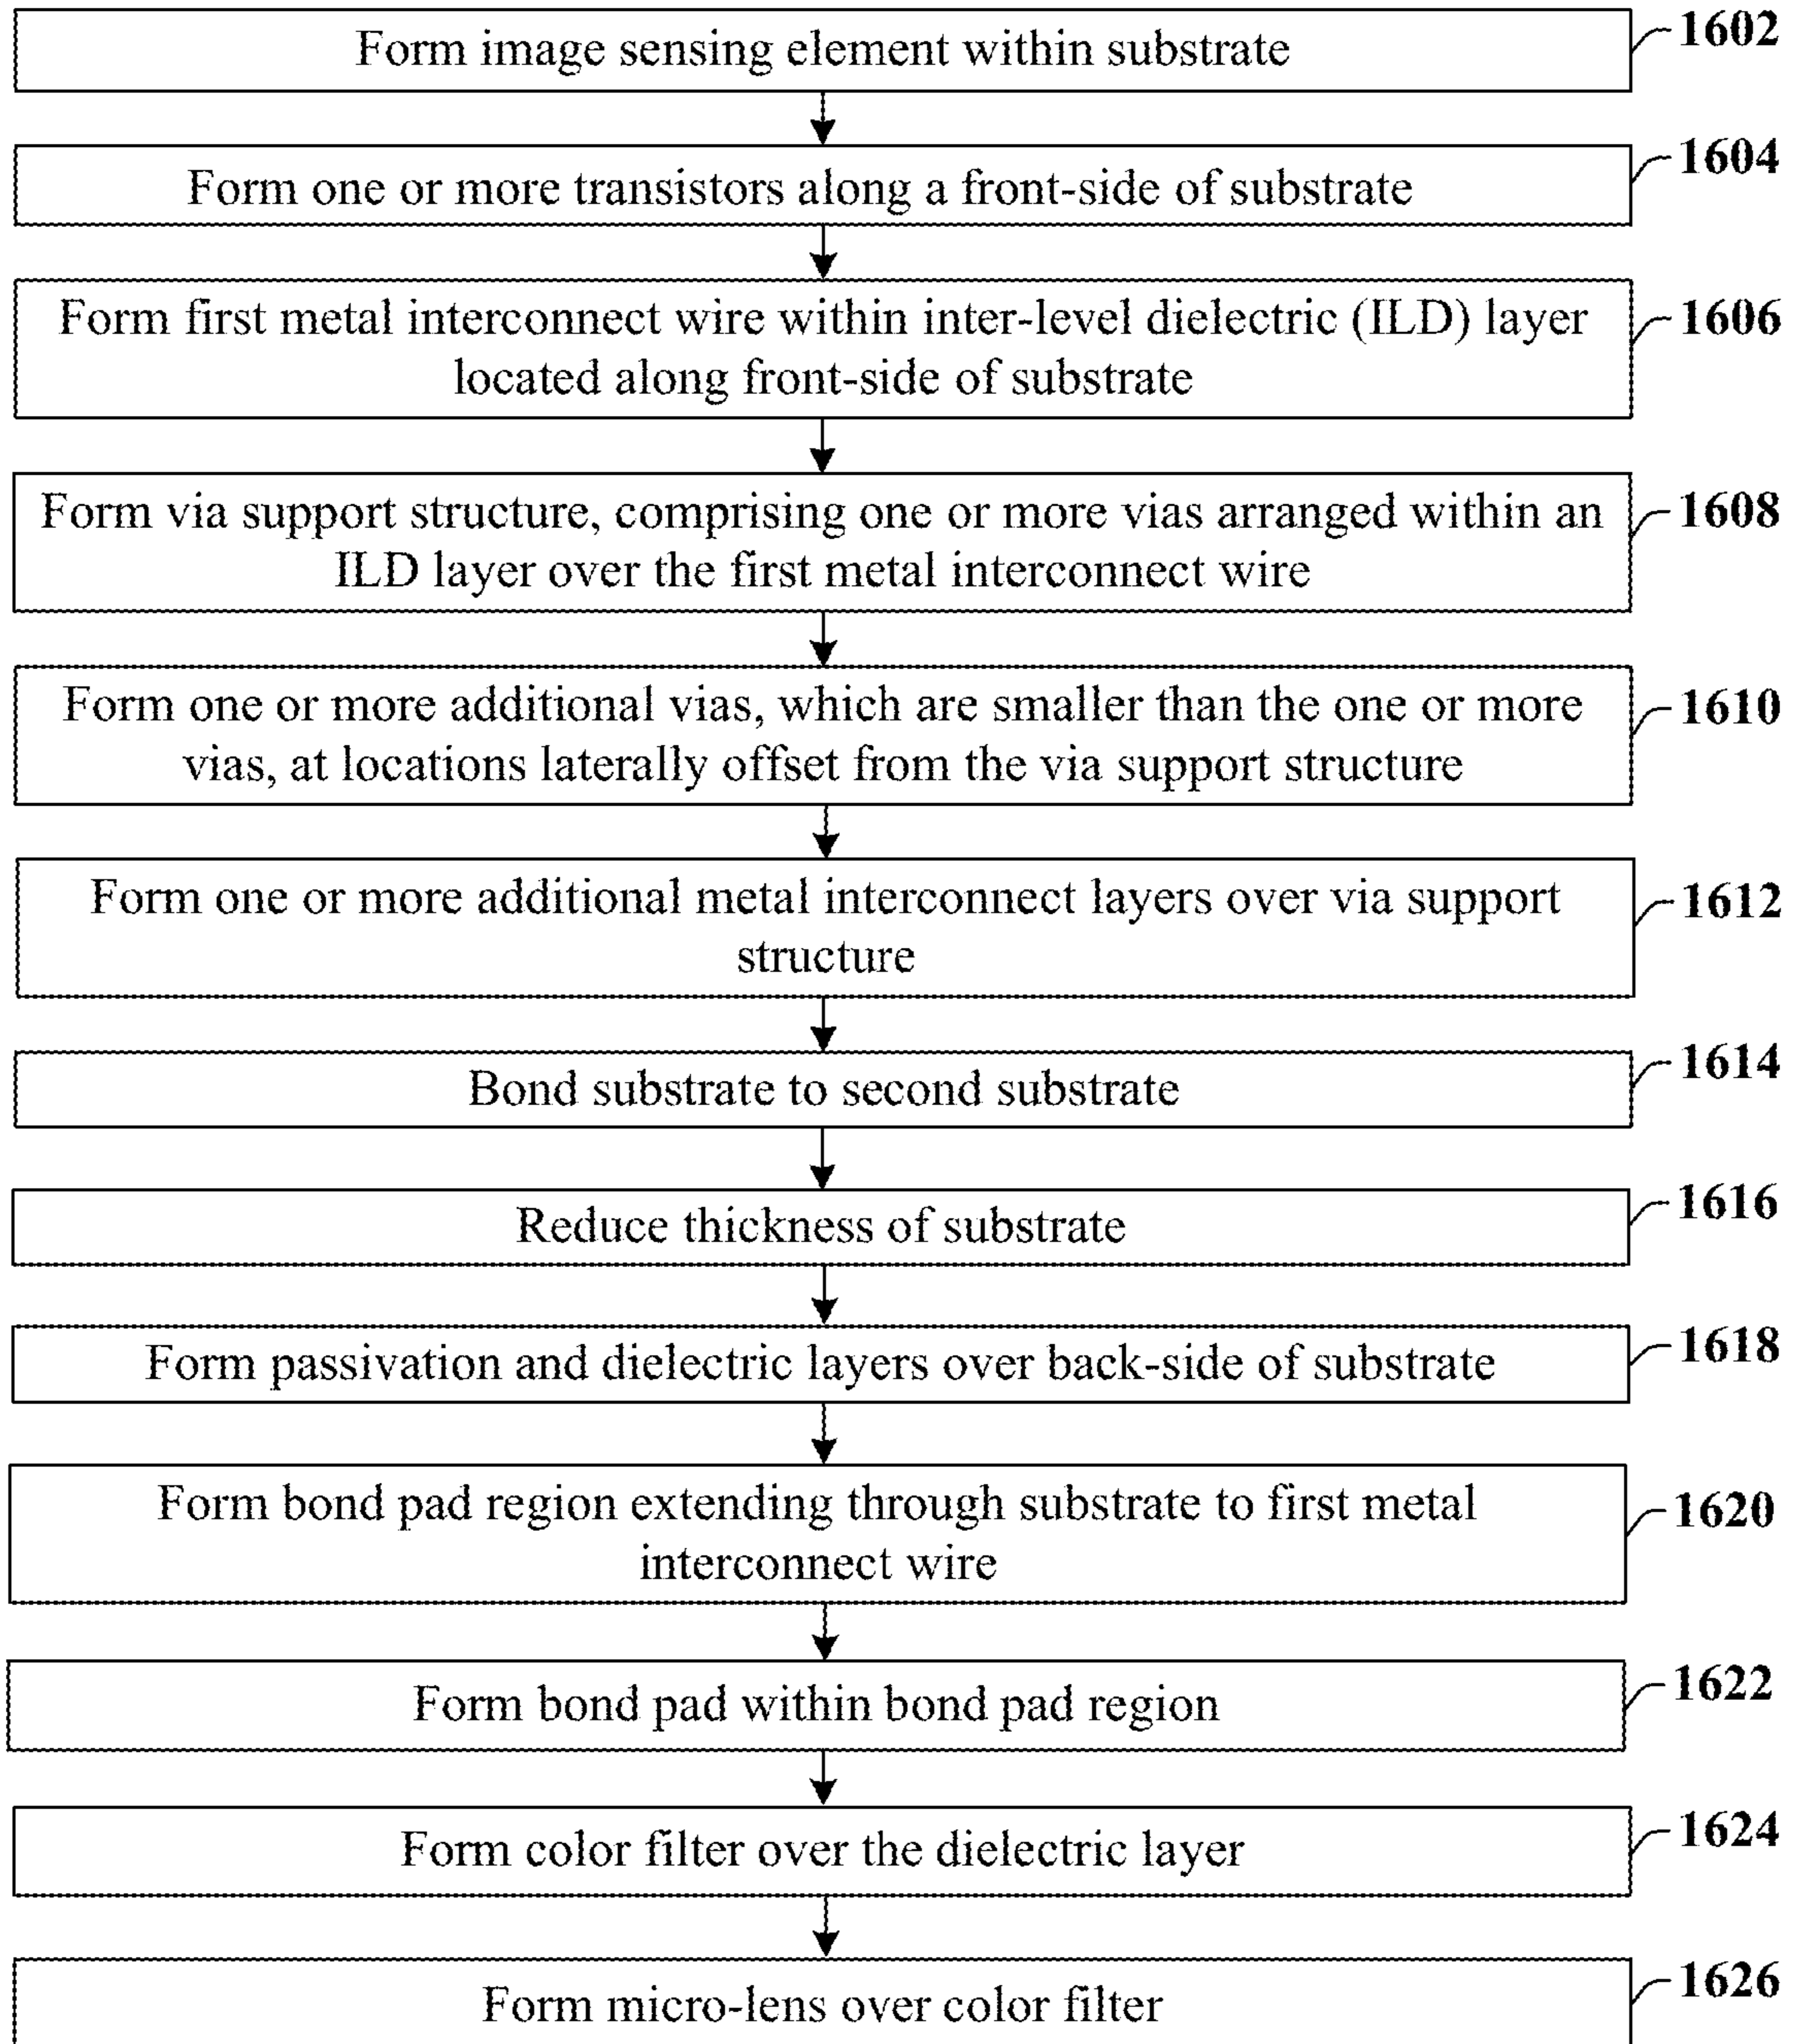 Form image sensing element within substrate
1602
Form one or more transistors along a front-side of substrate
1604
Form first metal interconnect wire within inter-level dielectric (ILD) layer
located along front-side of substrate
1606
Form via support structure, comprising one or more vias arranged within an
ILD layer over the first metal interconnect wire
1608
Form one or more additional vias, which are smaller than the one or more
vias, at locations laterally offset from the via support structure
1610
Form one or more additional metal interconnect layers over via support
structure
1612
Bond substrate to second substrate
1614
Reduce thickness of substrate
1616
Form passivation and dielectric layers over back-side of substrate
1618
Form bond pad region extending through substrate to first metal
interconnect wire
1620
Form bond pad within bond pad region
1622
Form color filter over the dielectric layer
1624
Form micro-lens over color filter
1626